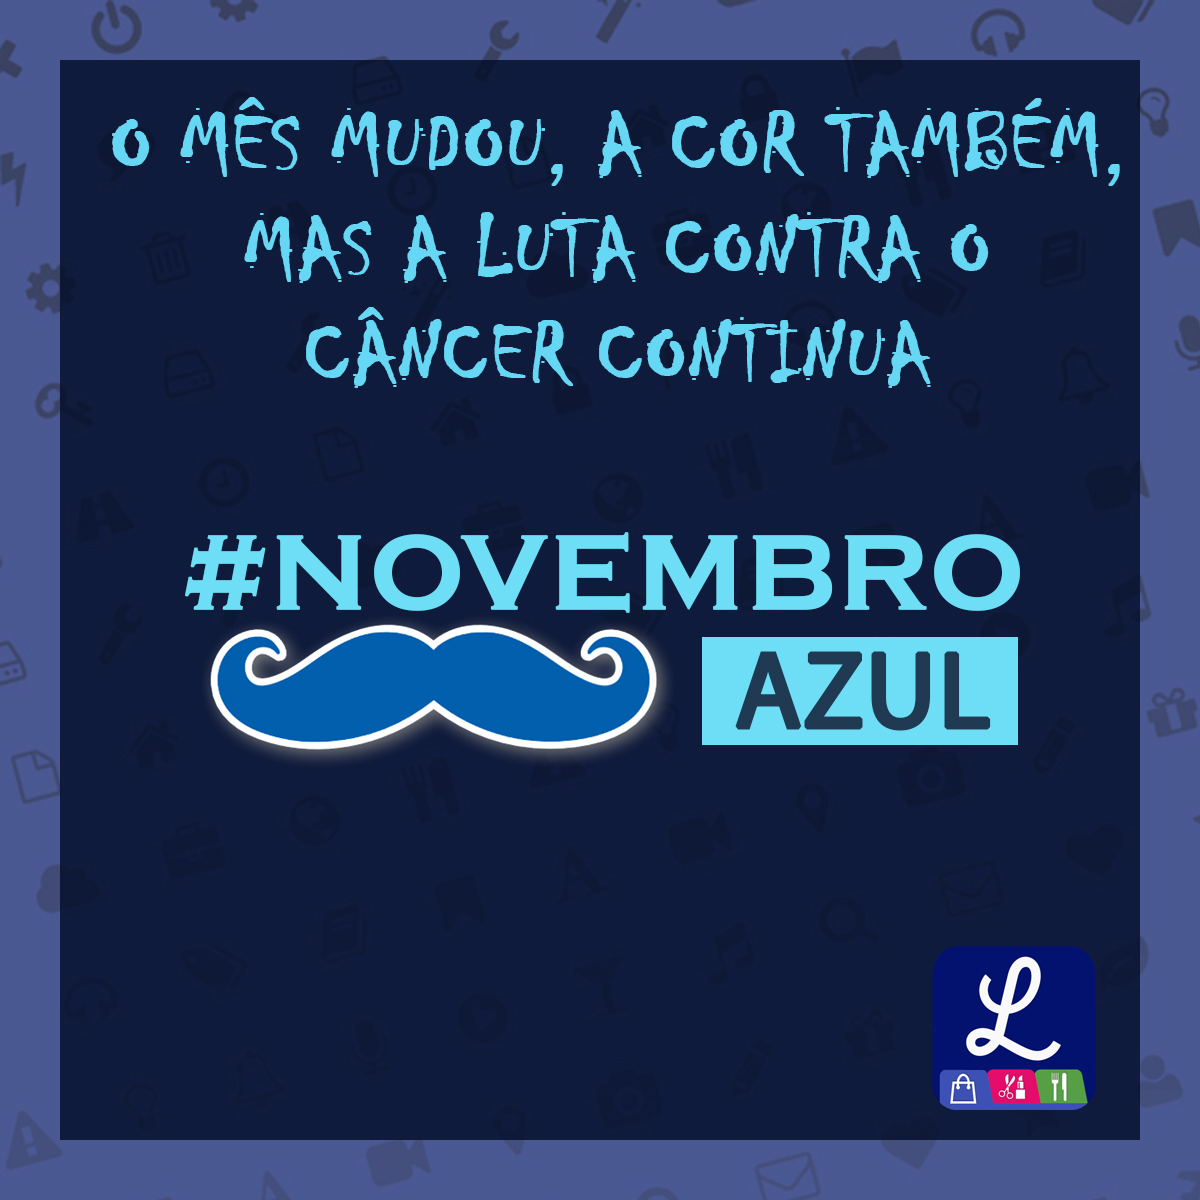 O MÊS MUDOU, A COR TAMBÉM,
MAS A LUTA CONTRA O
CÂNCER CONTINUA
#NOVEMBRO
AZUL
L